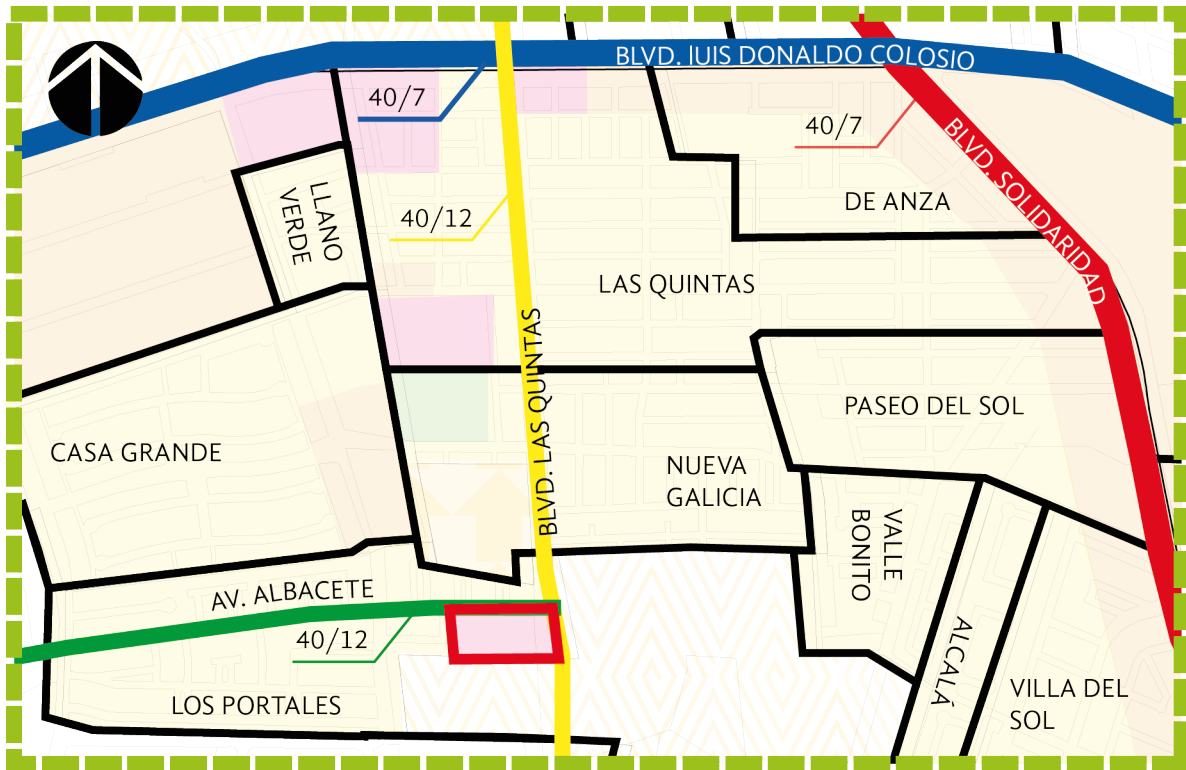 BLVD. lUIS DONALDO COLOSIO
40/7
40/7
BLVD. SOLIDARIDAD
LLANO
VERDE
40/12
DE ANZA
LAS QUINTAS
BLVD. LAS QUINTAS
PASEO DEL SOL
CASA GRANDE
NUEVA
GALICIA
VALLE
BONITO
AV. ALBACETE
40/12
ALCALÁ
LOS PORTALES
VILLA DEL
SOL